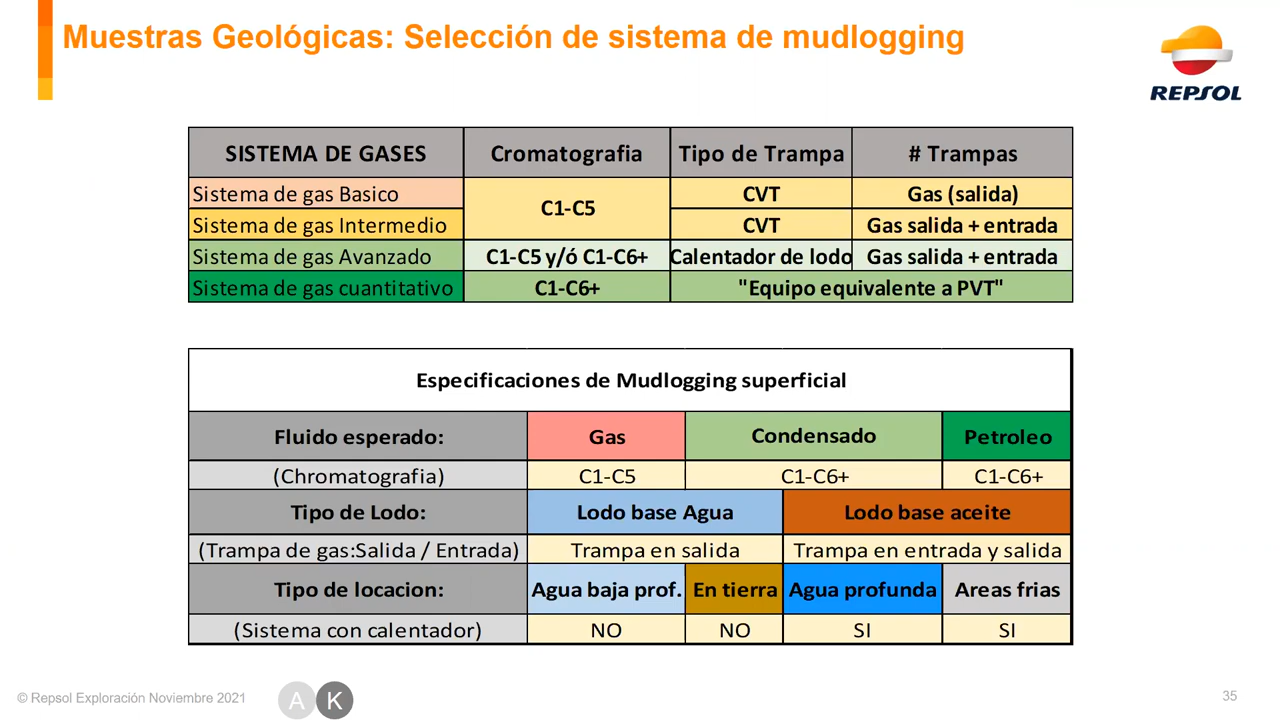 Muestras Geológicas: Selección de sistema de mudlogging
REPSOL
SISTEMA DE GASES Cromatografia Tipo de Trampa # Trampas
Sistema de gas Basico C1-C5 CVT Gas (salida)
Sistema de gas Intermedio CVT Gas salida + entrada
Sistema de gas Avanzado C1-C5 y/ó C1-C6+ Calentador de lodo Gas salida + entrada
Sistema de gas cuantitativo C1-C6+ "Equipo equivalente a PVT"
Especificaciones de Mudlogging superficial
Fluido esperado: Gas Condensado Petroleo
(Chromatografia) C1-C5 C1-C6+ C1-C6+
Tipo de Lodo: Lodo base Agua Lodo base aceite
(Trampa de gas:Salida / Entrada) Trampa en salida Trampa en entrada y salida
Tipo de locacion: Agua baja prof. En tierra Agua profunda Areas frias
(Sistema con calentador) NO NO SI SI
© Repsol Exploración Noviembre 2021 A K 35